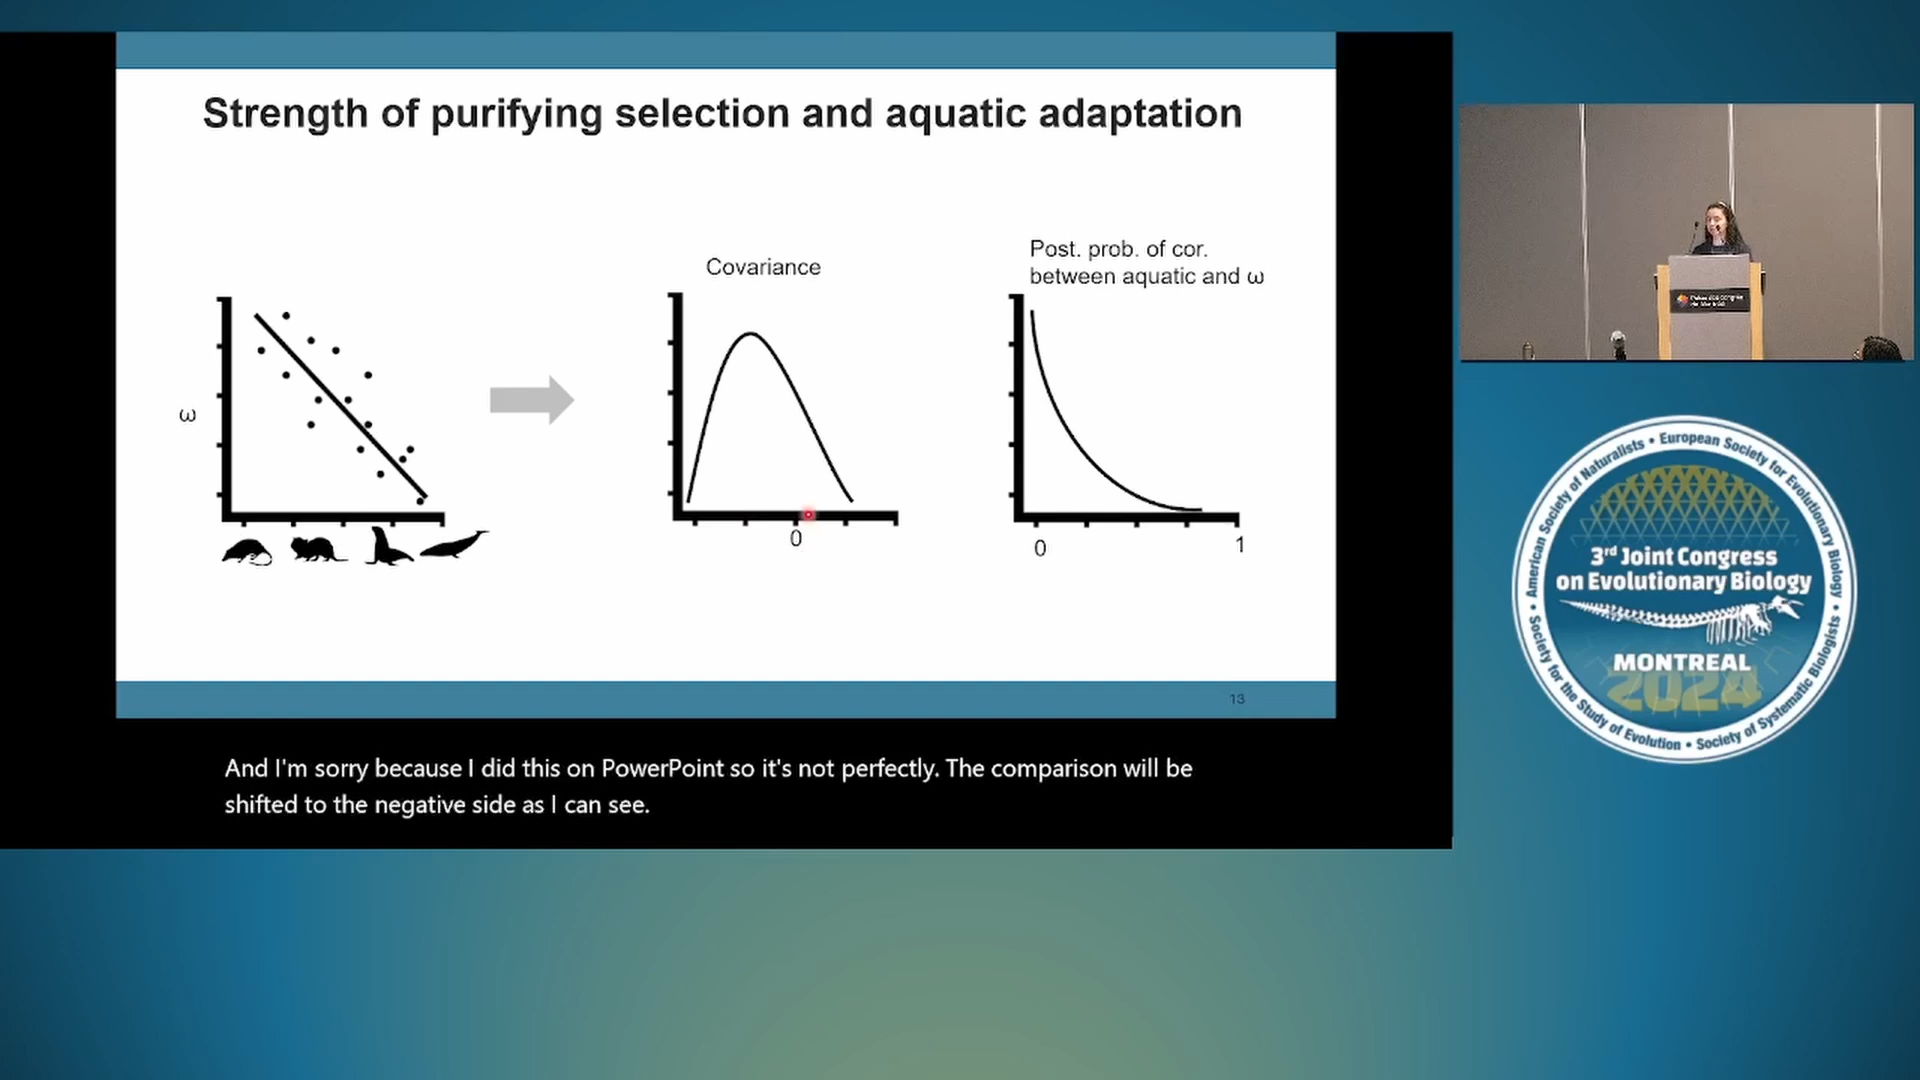 Strength of purifying selection and aquatic adaptation
Covariance
Post. prob. of cor.
between aquatic and ω
ω
0
0
1
13
And I'm sorry because I did this on PowerPoint so it's not perfectly. The comparison will be
shifted to the negative side as I can see.
American Society of Naturalists • European Society for Evolutionary Biology •
Society of Systematic Biologists • Society for the Study of Evolution •
3rd Joint Congress
on Evolutionary Biology
MONTREAL
2024